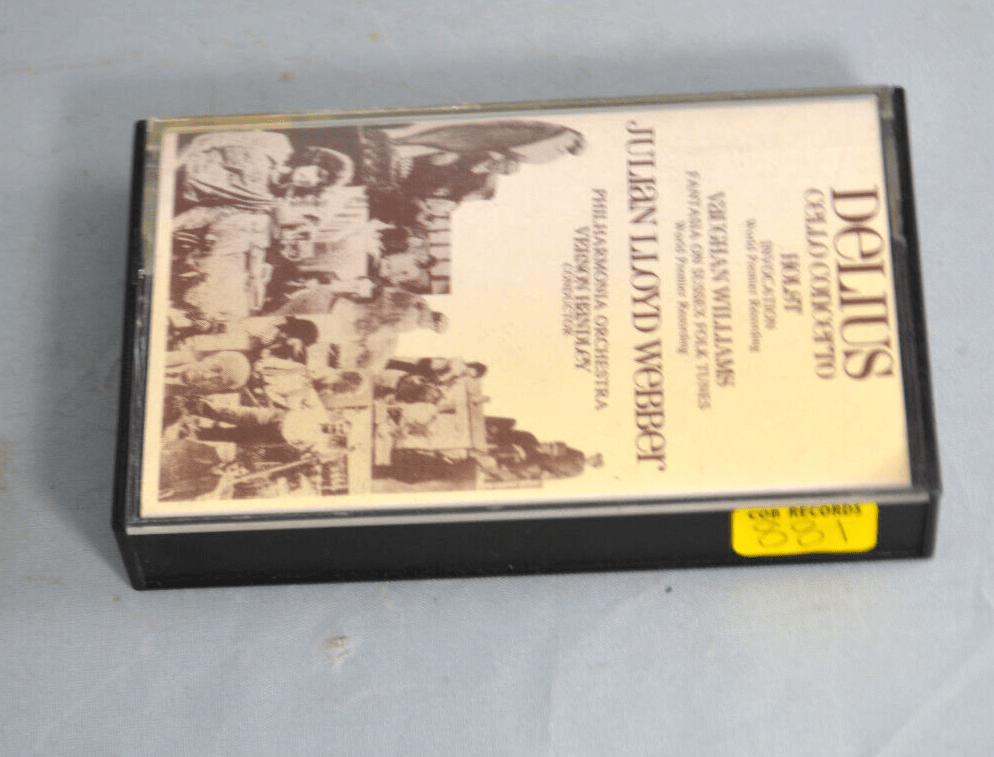 DELIUS
CELLO CONCERTO
HOLST
INVOCATION
World Premier Recording
VAUGHAN WILLIAMS
FANTASIA ON SUSSEX FOLK TUNES
World Premier Recording
JULIAN LLOYD WEBBER
PHILHARMONIA ORCHESTRA
VERNON HANDLEY
CONDUCTOR
COB RECORDS
881